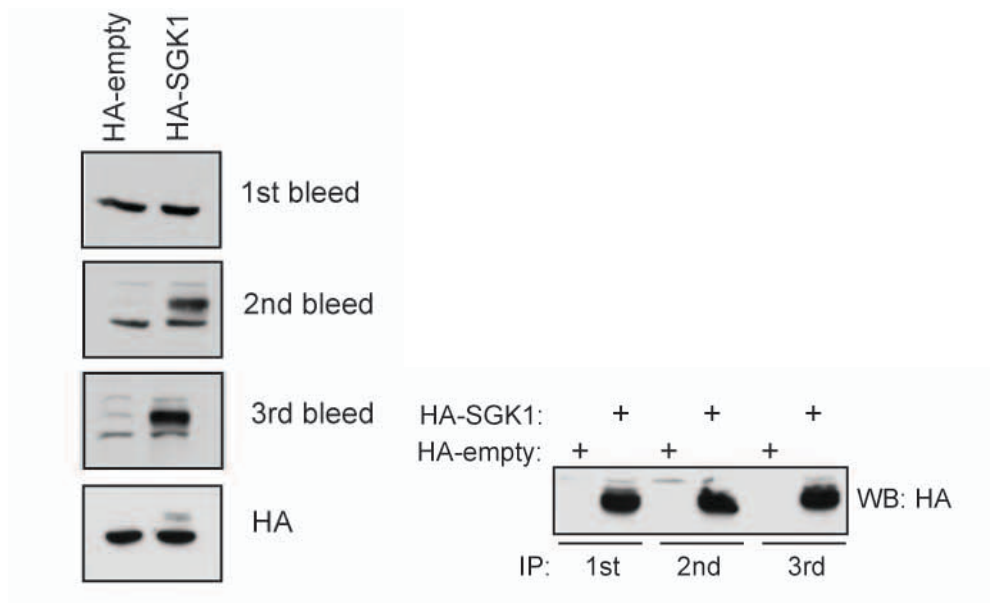 HA-empty
HA-SGK1
1st bleed
2nd bleed
3rd bleed
HA
HA-SGK1: + + +
HA-empty: + + +
WB: HA
IP: 1st 2nd 3rd